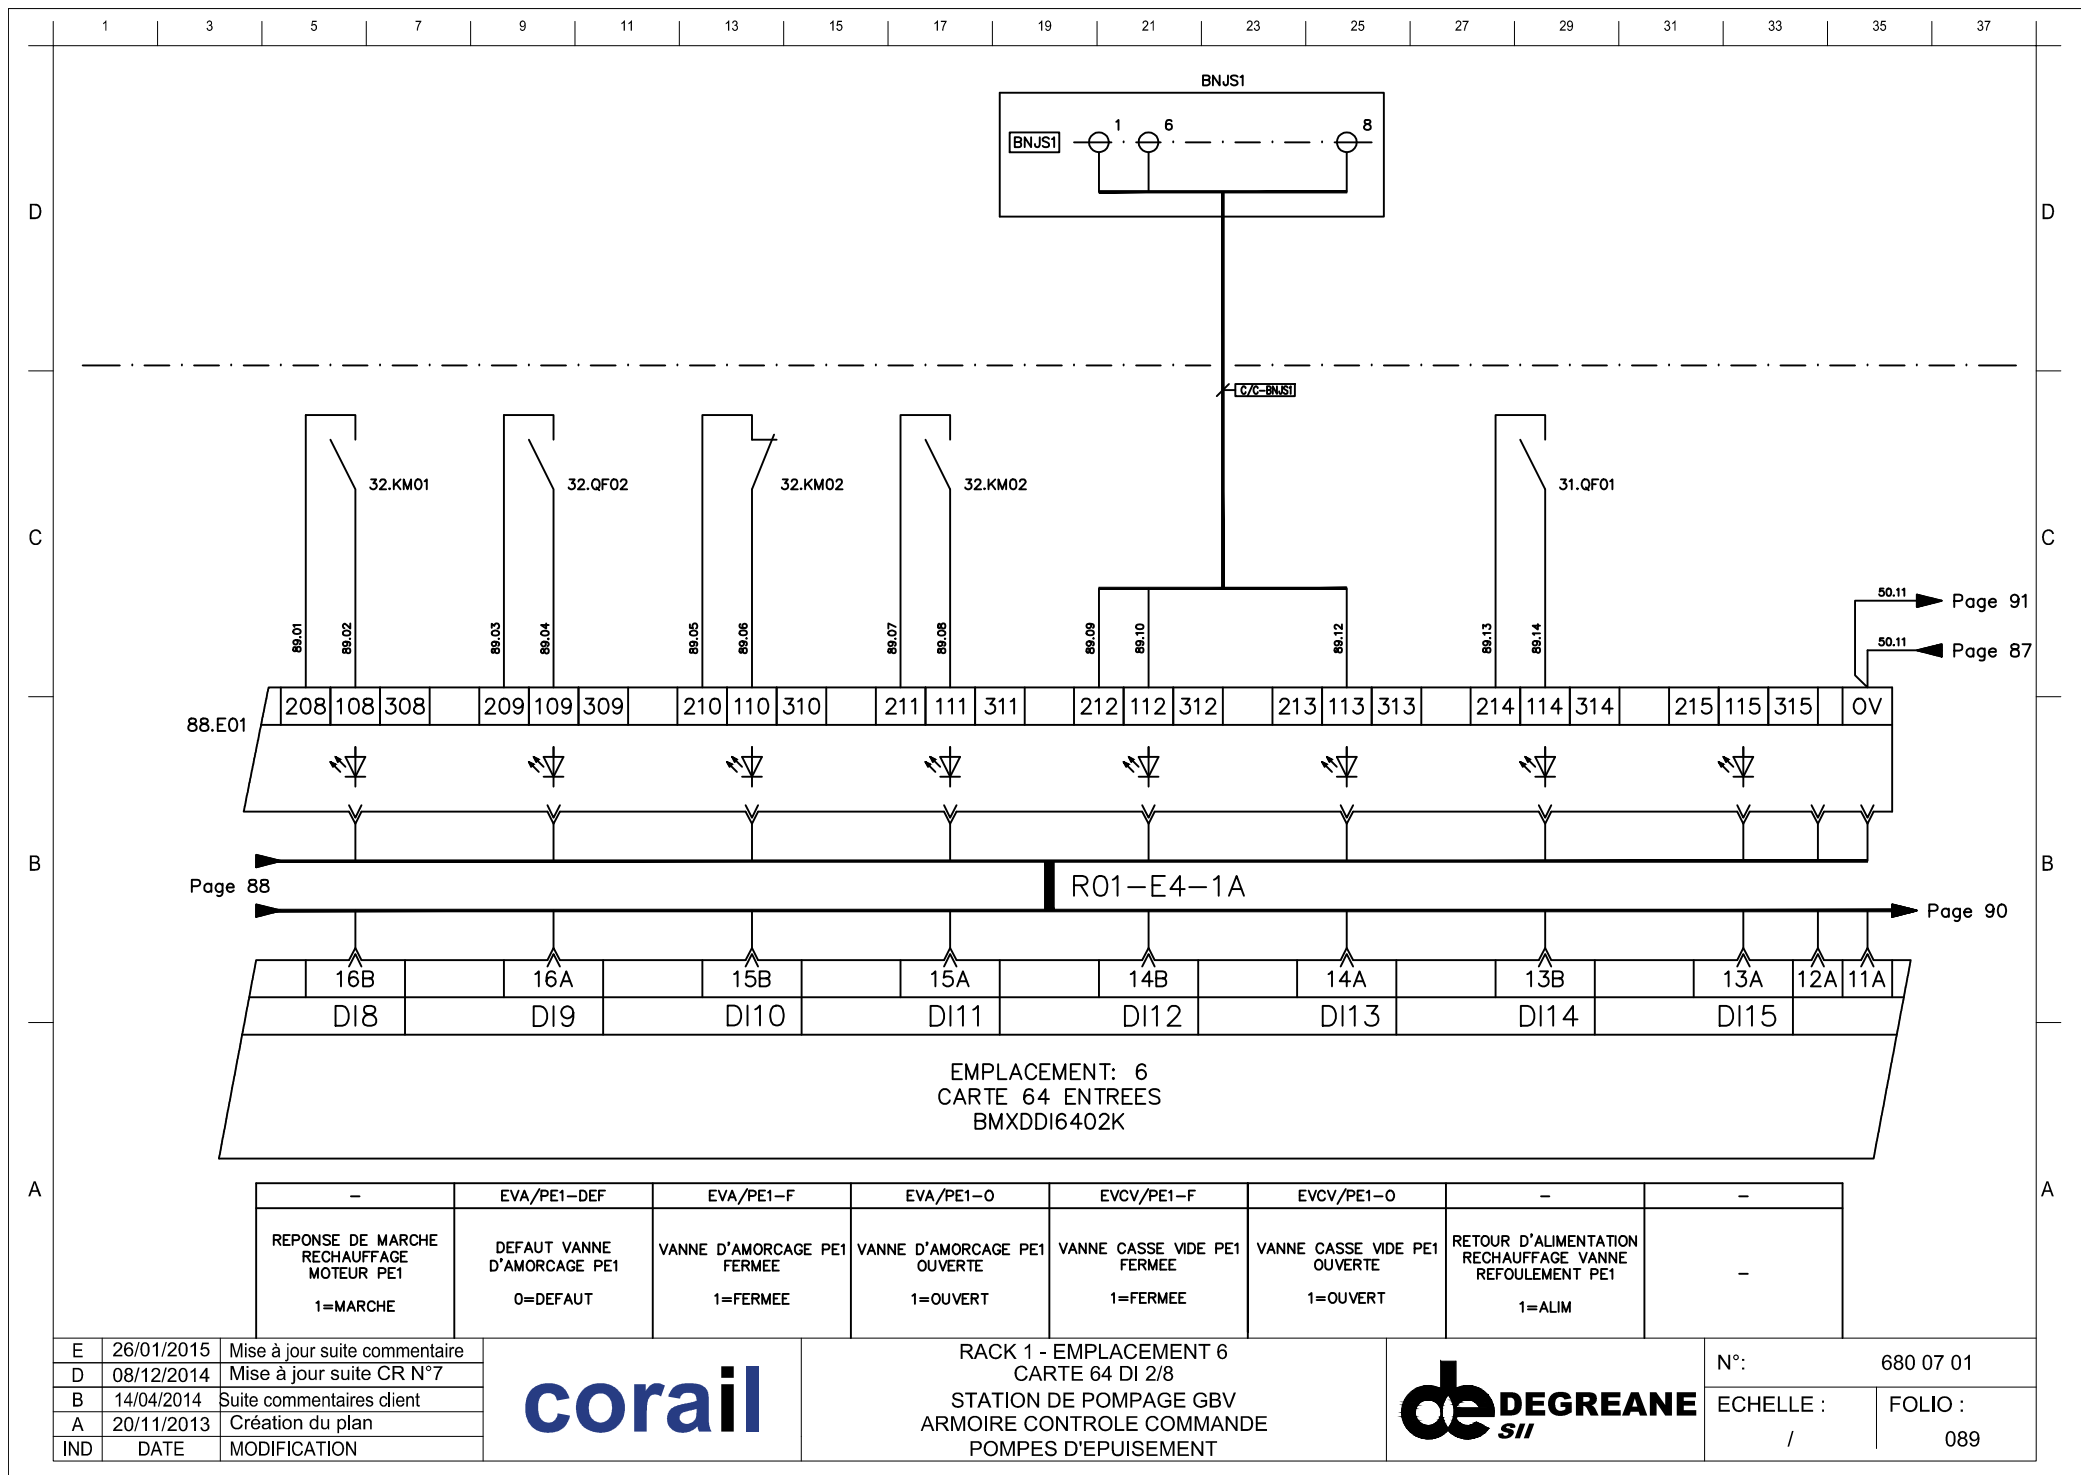 1 3 5 7 9 11 13 15 17 19 21 23 25 27 29 31 33 35 37
BNJS1
BNJS1 1 6 8
D D
C/C-BNJS1
32.KM01 32.QF02 32.KM02 32.KM02 31.QF01
C C
50.11 Page 91
89.01 89.02 89.03 89.04 89.05 89.06 89.07 89.08 89.09 89.10 89.12 89.13 89.14
50.11 Page 87
208 108 308 209 109 309 210 110 310 211 111 311 212 112 312 213 113 313 214 114 314 215 115 315 0V
88.E01
B B
Page 88 R01-E4-1A
Page 90
16B 16A 15B 15A 14B 14A 13B 13A 12A 11A
DI8 DI9 DI10 DI11 DI12 DI13 DI14 DI15
EMPLACEMENT: 6
CARTE 64 ENTREES
BMXDDI6402K
A A
- EVA/PE1-DEF EVA/PE1-F EVA/PE1-O EVCV/PE1-F EVCV/PE1-O - -
REPONSE DE MARCHE
RECHAUFFAGE
MOTEUR PE1
1=MARCHE
DEFAUT VANNE
D'AMORCAGE PE1
0=DEFAUT
VANNE D'AMORCAGE PE1
FERMEE
1=FERMEE
VANNE D'AMORCAGE PE1
OUVERTE
1=OUVERT
VANNE CASSE VIDE PE1
FERMEE
1=FERMEE
VANNE CASSE VIDE PE1
OUVERTE
1=OUVERT
RETOUR D'ALIMENTATION
RECHAUFFAGE VANNE
REFOULEMENT PE1
1=ALIM
-
E 26/01/2015 Mise à jour suite commentaire
D 08/12/2014 Mise à jour suite CR N°7
B 14/04/2014 Suite commentaires client
A 20/11/2013 Création du plan
IND DATE MODIFICATION
corail
RACK 1 - EMPLACEMENT 6
CARTE 64 DI 2/8
STATION DE POMPAGE GBV
ARMOIRE CONTROLE COMMANDE
POMPES D'EPUISEMENT
de DEGREANE
SII
N°: 680 07 01
ECHELLE : FOLIO :
/ 089